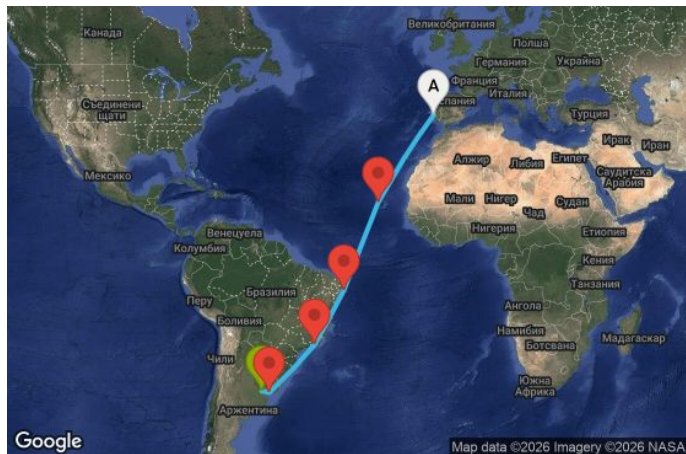 Великобритания
Канада
Полша
Германия
Украйна
Франция
A
Италия
Съединени
щати
Турция
Ирак
Иран
Алжир
Либия
Египет
Мексико
Саудитска
Арабия
Мали
Нигер
Судан
Чад
Нигерия
Етиопия
Венецуела
Колумбия
Кения
Танзания
Перу
Бразилия
Ангола
Боливия
Намибия
Мадагаскар
Ботсвана
Чили
Южна
Африка
Аржентина
Google
Map data ©2026 Imagery ©2026 NASA